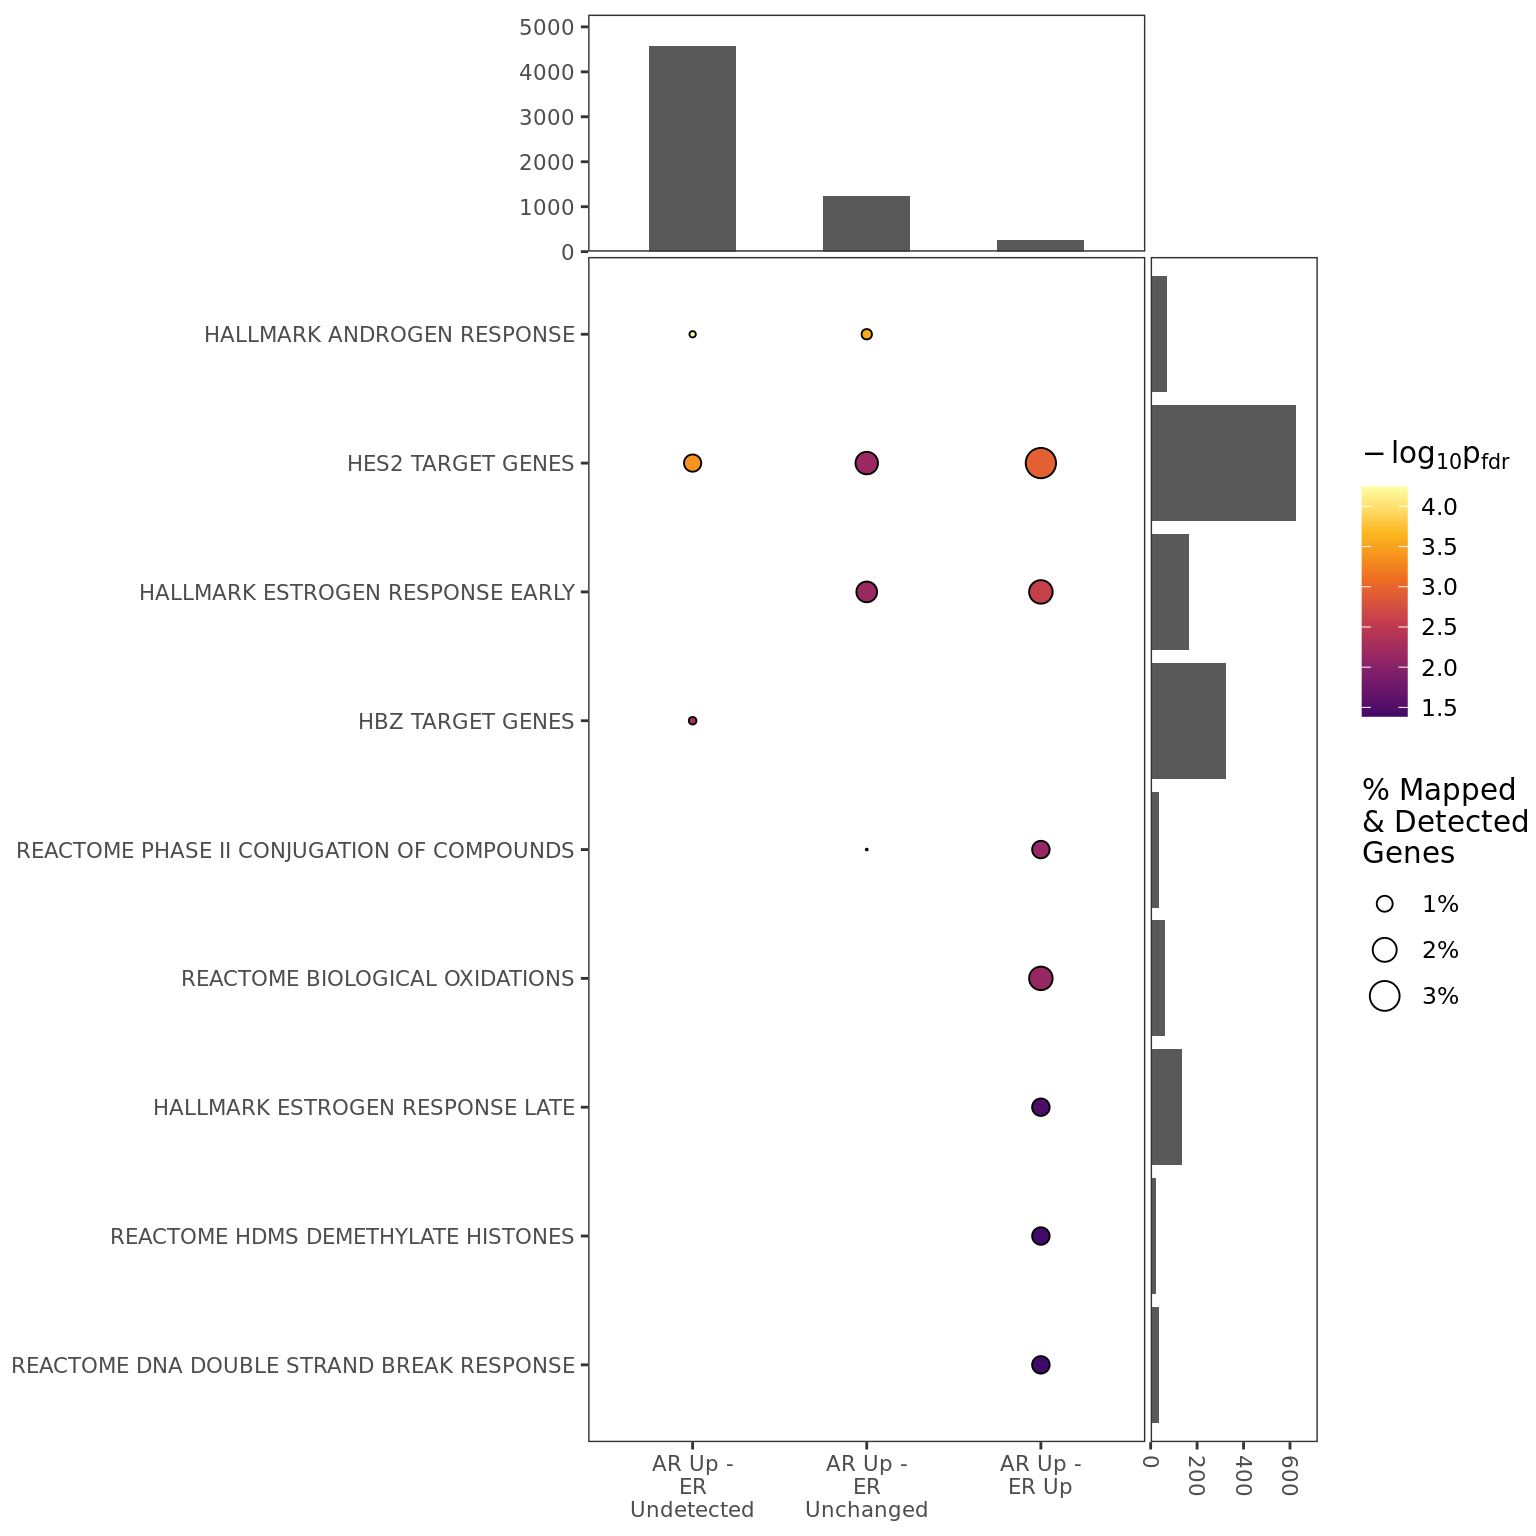 5000
4000
3000
2000
1000
0
HALLMARK ANDROGEN RESPONSE
HES2 TARGET GENES
HALLMARK ESTROGEN RESPONSE EARLY
HBZ TARGET GENES
REACTOME PHASE II CONJUGATION OF COMPOUNDS
REACTOME BIOLOGICAL OXIDATIONS
HALLMARK ESTROGEN RESPONSE LATE
REACTOME HDMS DEMETHYLATE HISTONES
REACTOME DNA DOUBLE STRAND BREAK RESPONSE
AR Up -
ER
Undetected
AR Up -
ER
Unchanged
AR Up -
ER Up
0
200
400
600
−log10pfdr
4.0
3.5
3.0
2.5
2.0
1.5
% Mapped
& Detected
Genes
1%
2%
3%